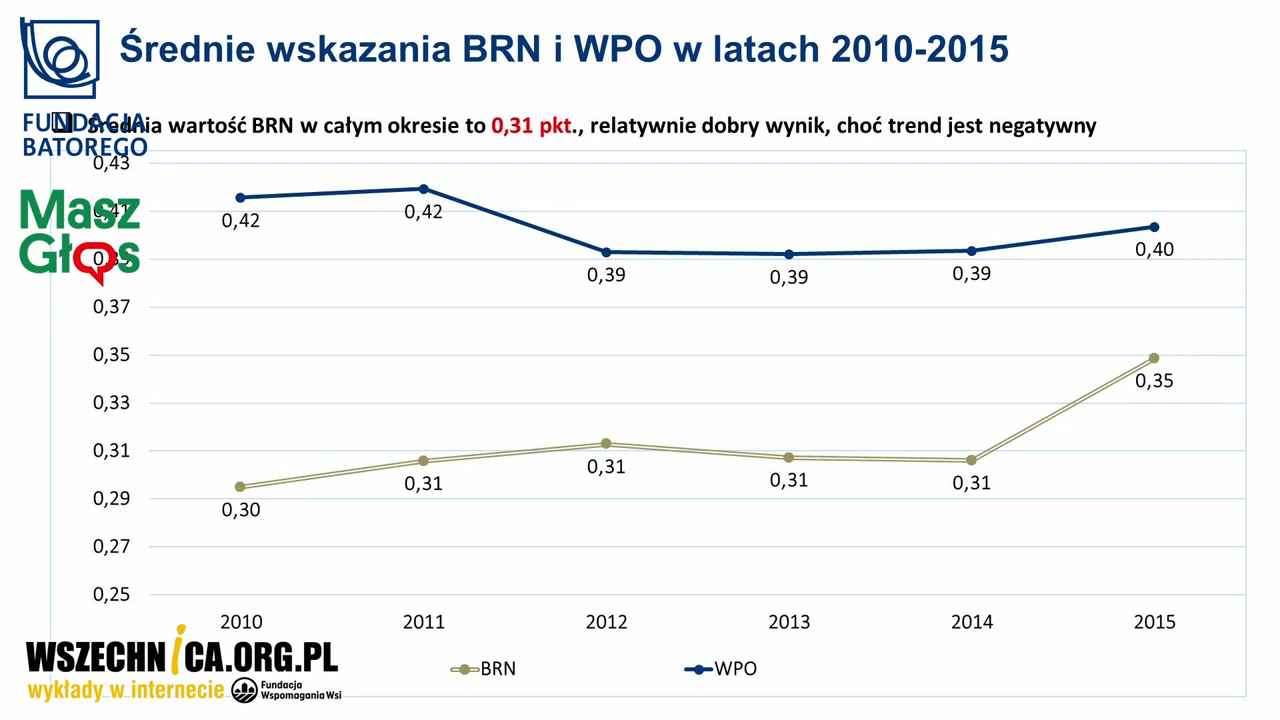 Średnie wskazania BRN i WPO w latach 2010-2015
FUNDACJA
BATOREGO
Średnia wartość BRN w całym okresie to 0,31 pkt., relatywnie dobry wynik, choć trend jest negatywny
Masz
Głos
0,43
0,41
0,39
0,37
0,35
0,33
0,31
0,29
0,27
0,25
0,42
0,42
0,39
0,39
0,39
0,40
0,30
0,31
0,31
0,31
0,31
0,35
2010
2011
2012
2013
2014
2015
BRN
WPO
WSZECHNICA.ORG.PL
wykłady w internecie
Fundacja
Wspomagania Wsi